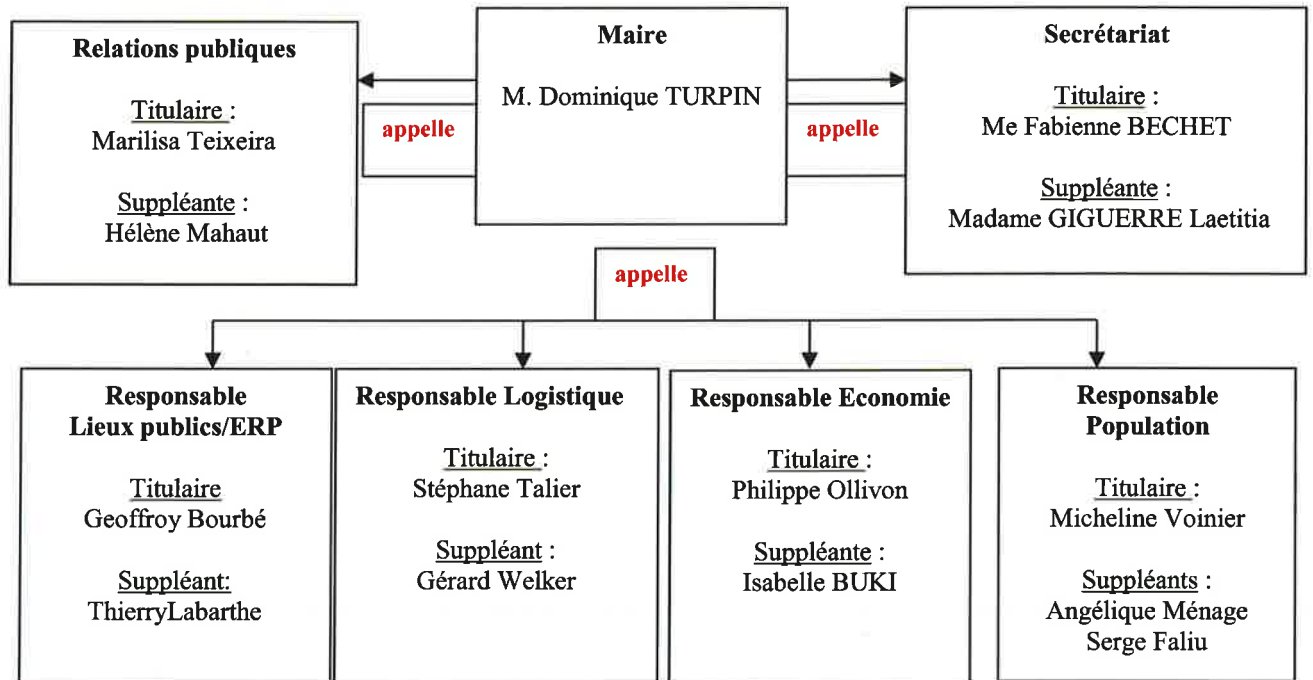 Relations publiques
Titulaire :
Marilisa Teixeira
Suppléante :
Hélène Mahaut
appelle
Maire
M. Dominique TURPIN
appelle
Secrétariat
Titulaire :
Me Fabienne BECHET
Suppléante :
Madame GIGUERRE Laetitia
appelle
Responsable
Lieux publics/ERP
Titulaire
Geoffroy Bourbé
Suppléant:
ThierryLabarthe
Responsable Logistique
Titulaire :
Stéphane Talier
Suppléant :
Gérard Welker
Responsable Economie
Titulaire :
Philippe Ollivon
Suppléante :
Isabelle BUKI
Responsable
Population
Titulaire :
Micheline Voinier
Suppléants :
Angélique Ménage
Serge Faliu